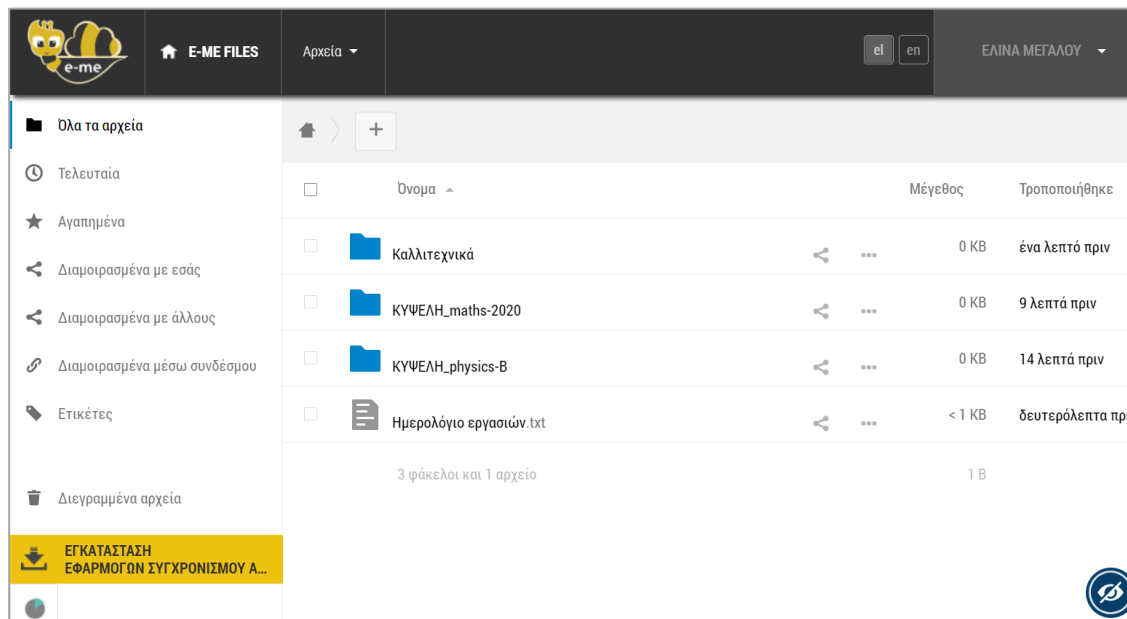 e-me
E-ME FILES
Αρχεία
el
en
ΕΛΙΝΑ ΜΕΓΑΛΟΥ
Όλα τα αρχεία
Τελευταία
Αγαπημένα
Διαμοιρασμένα με εσάς
Διαμοιρασμένα με άλλους
Διαμοιρασμένα μέσω συνδέσμου
Ετικέτες
Διεγραμμένα αρχεία
ΕΓΚΑΤΑΣΤΑΣΗ
ΕΦΑΡΜΟΓΩΝ ΣΥΓΧΡΟΝΙΣΜΟΥ Α...
Όνομα Μέγεθος Τροποποιήθηκε
Καλλιτεχνικά 0 KB ένα λεπτό πριν
ΚΥΨΕΛΗ_maths-2020 0 KB 9 λεπτά πριν
ΚΥΨΕΛΗ_physics-B 0 KB 14 λεπτά πριν
Ημερολόγιο εργασιών.txt < 1 KB δευτερόλεπτα
3 φάκελοι και 1 αρχείο 1 B